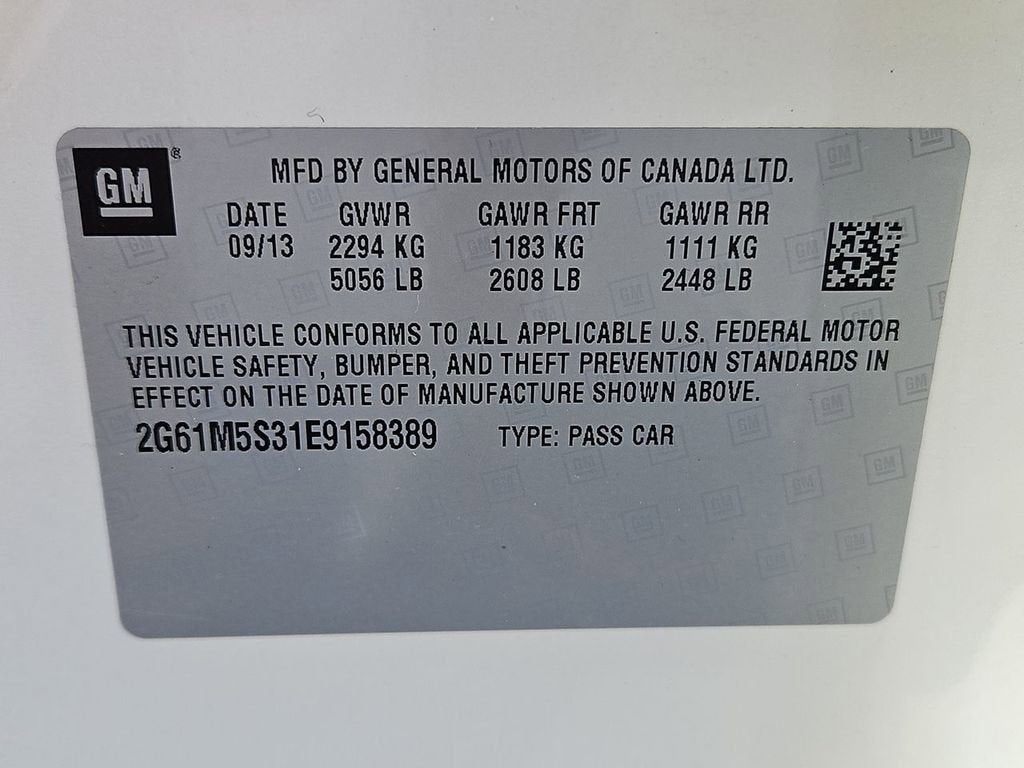 GM ®
MFD BY GENERAL MOTORS OF CANADA LTD.
DATE GVWR GAWR FRT GAWR RR
09/13 2294 KG 1183 KG 1111 KG
5056 LB 2608 LB 2448 LB
THIS VEHICLE CONFORMS TO ALL APPLICABLE U.S. FEDERAL MOTOR
VEHICLE SAFETY, BUMPER, AND THEFT PREVENTION STANDARDS IN
EFFECT ON THE DATE OF MANUFACTURE SHOWN ABOVE.
2G61M5S31E9158389 TYPE: PASS CAR